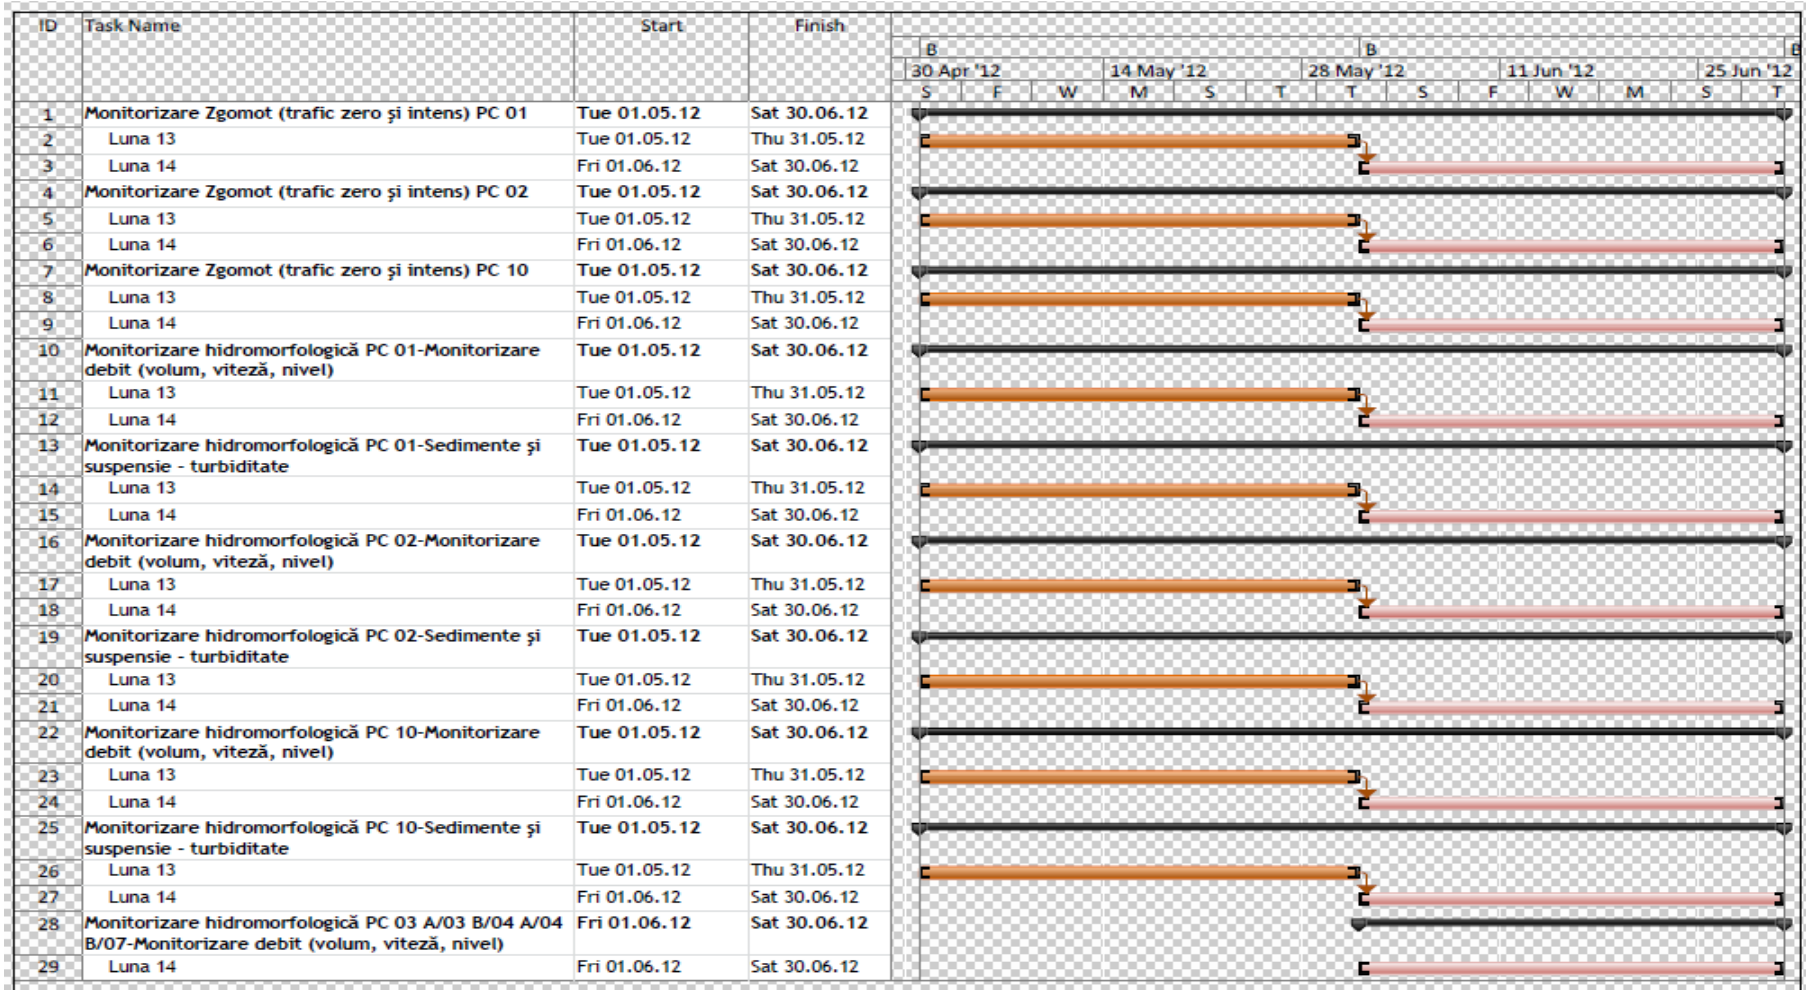 ID Task Name Start Finish
B B B
30 Apr '12 14 May '12 28 May '12 11 Jun '12 25 Jun '12
S F W M S T T S F W M S T
1 Monitorizare Zgomot (trafic zero și intens) PC 01 Tue 01.05.12 Sat 30.06.12
2 Luna 13 Tue 01.05.12 Thu 31.05.12
3 Luna 14 Fri 01.06.12 Sat 30.06.12
4 Monitorizare Zgomot (trafic zero și intens) PC 02 Tue 01.05.12 Sat 30.06.12
5 Luna 13 Tue 01.05.12 Thu 31.05.12
6 Luna 14 Fri 01.06.12 Sat 30.06.12
7 Monitorizare Zgomot (trafic zero și intens) PC 10 Tue 01.05.12 Sat 30.06.12
8 Luna 13 Tue 01.05.12 Thu 31.05.12
9 Luna 14 Fri 01.06.12 Sat 30.06.12
10 Monitorizare hidromorfologică PC 01-Monitorizare Tue 01.05.12 Sat 30.06.12
debit (volum, viteză, nivel)
11 Luna 13 Tue 01.05.12 Thu 31.05.12
12 Luna 14 Fri 01.06.12 Sat 30.06.12
13 Monitorizare hidromorfologică PC 01-Sedimente și Tue 01.05.12 Sat 30.06.12
suspensie - turbiditate
14 Luna 13 Tue 01.05.12 Thu 31.05.12
15 Luna 14 Fri 01.06.12 Sat 30.06.12
16 Monitorizare hidromorfologică PC 02-Monitorizare Tue 01.05.12 Sat 30.06.12
debit (volum, viteză, nivel)
17 Luna 13 Tue 01.05.12 Thu 31.05.12
18 Luna 14 Fri 01.06.12 Sat 30.06.12
19 Monitorizare hidromorfologică PC 02-Sedimente și Tue 01.05.12 Sat 30.06.12
suspensie - turbiditate
20 Luna 13 Tue 01.05.12 Thu 31.05.12
21 Luna 14 Fri 01.06.12 Sat 30.06.12
22 Monitorizare hidromorfologică PC 10-Monitorizare Tue 01.05.12 Sat 30.06.12
debit (volum, viteză, nivel)
23 Luna 13 Tue 01.05.12 Thu 31.05.12
24 Luna 14 Fri 01.06.12 Sat 30.06.12
25 Monitorizare hidromorfologică PC 10-Sedimente și Tue 01.05.12 Sat 30.06.12
suspensie - turbiditate
26 Luna 13 Tue 01.05.12 Thu 31.05.12
27 Luna 14 Fri 01.06.12 Sat 30.06.12
28 Monitorizare hidromorfologică PC 03 A/03 B/04 A/04 Fri 01.06.12 Sat 30.06.12
B/07-Monitorizare debit (volum, viteză, nivel)
29 Luna 14 Fri 01.06.12 Sat 30.06.12